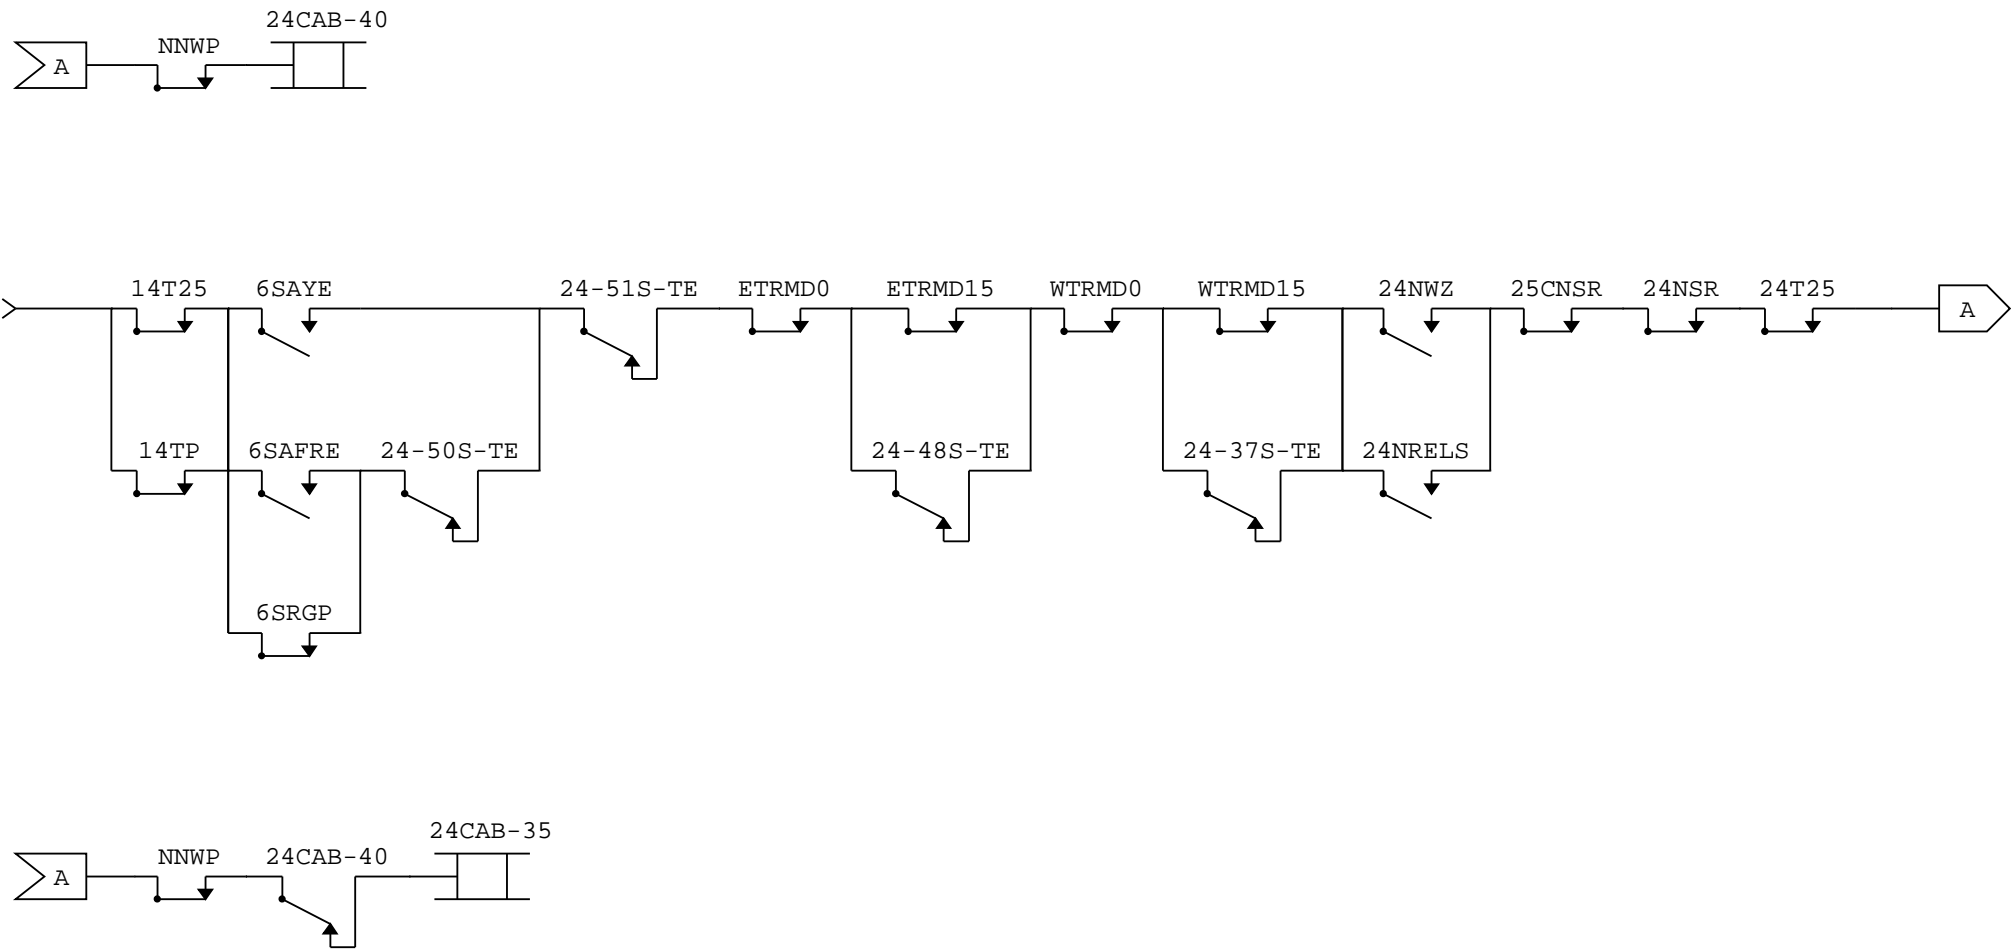 24CAB-40
NNWP
A
14T25 6SAYE 24-51S-TE ETRMD0 ETRMD15 WTRMD0 WTRMD15 24NWZ 25CNSR 24NSR 24T25
A
14TP 6SAFRE 24-50S-TE 24-48S-TE 24-37S-TE 24NRELS
6SRGP
24CAB-35
NNWP 24CAB-40
A